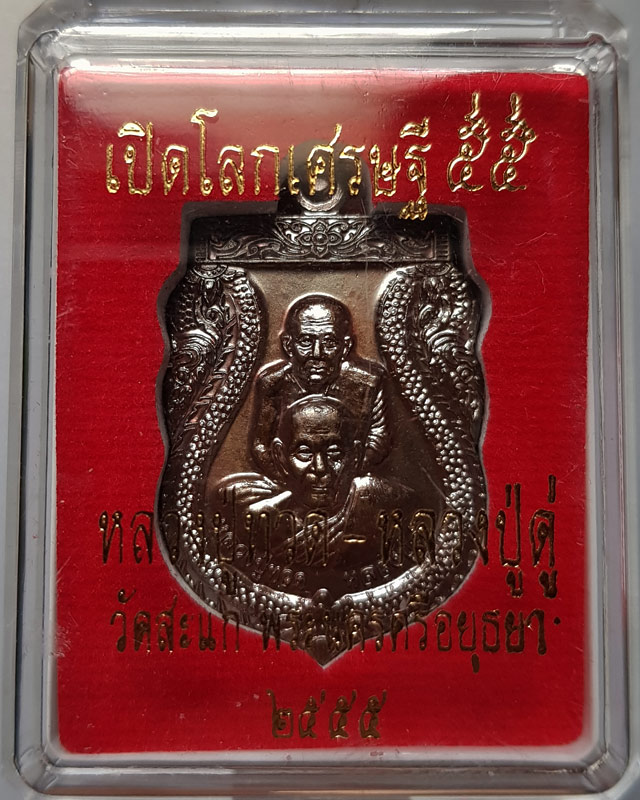 เปิดโลกเศรษฐี ๕๕
หลวงปู่ทวด - หลวงปู่ดู่
วัดสะแก พระนครศรีอยุธยา
๒๕๕๕